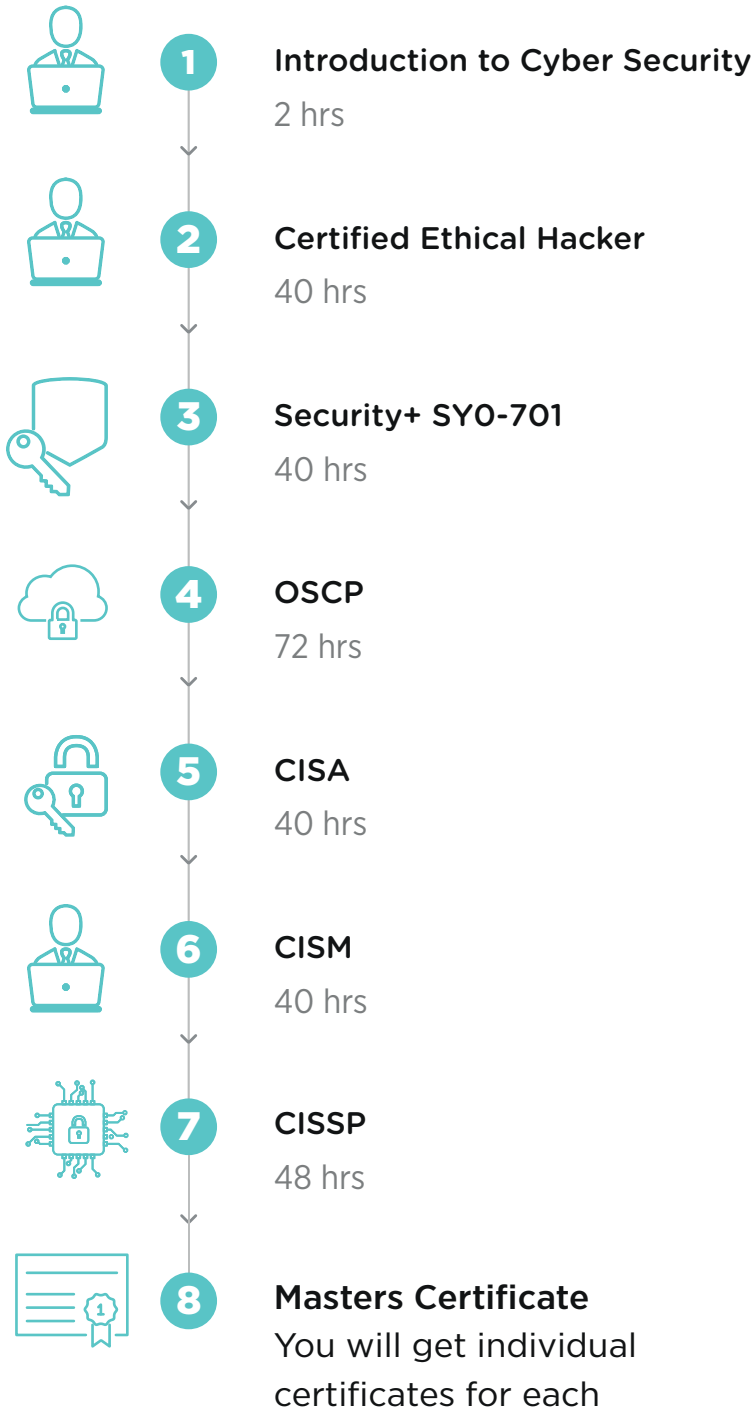 1
Introduction to Cyber Security
2 hrs
2
Certified Ethical Hacker
40 hrs
3
Security+ SY0-701
40 hrs
4
OSCP
72 hrs
5
CISA
40 hrs
6
CISM
40 hrs
7
CISSP
48 hrs
1
8
Masters Certificate
You will get individual
certificates for each